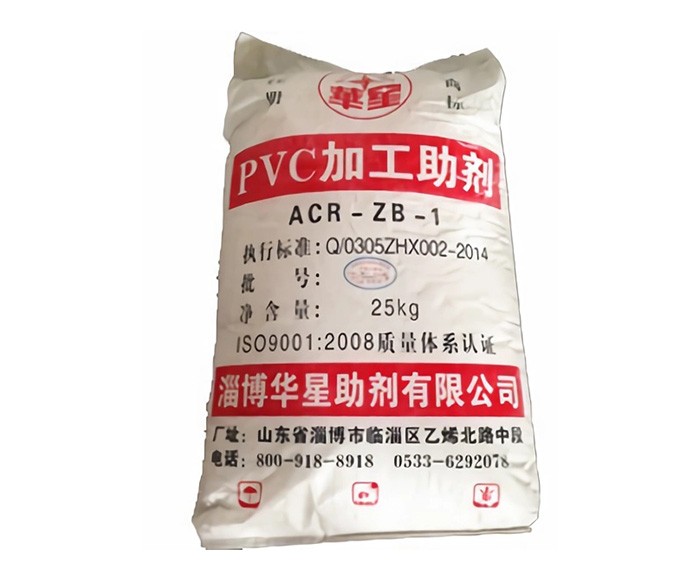 華星
商标
PVC加工助剂
ACR-ZB-1
执行标准:Q/0305ZHX002-2014
批 号:
净 含 量: 25kg
ISO9001:2008质量体系认证
淄博华星助剂有限公司
厂址: 山东省淄博市临淄区乙烯北路中段
电话: 800-918-8918 0533-6292078